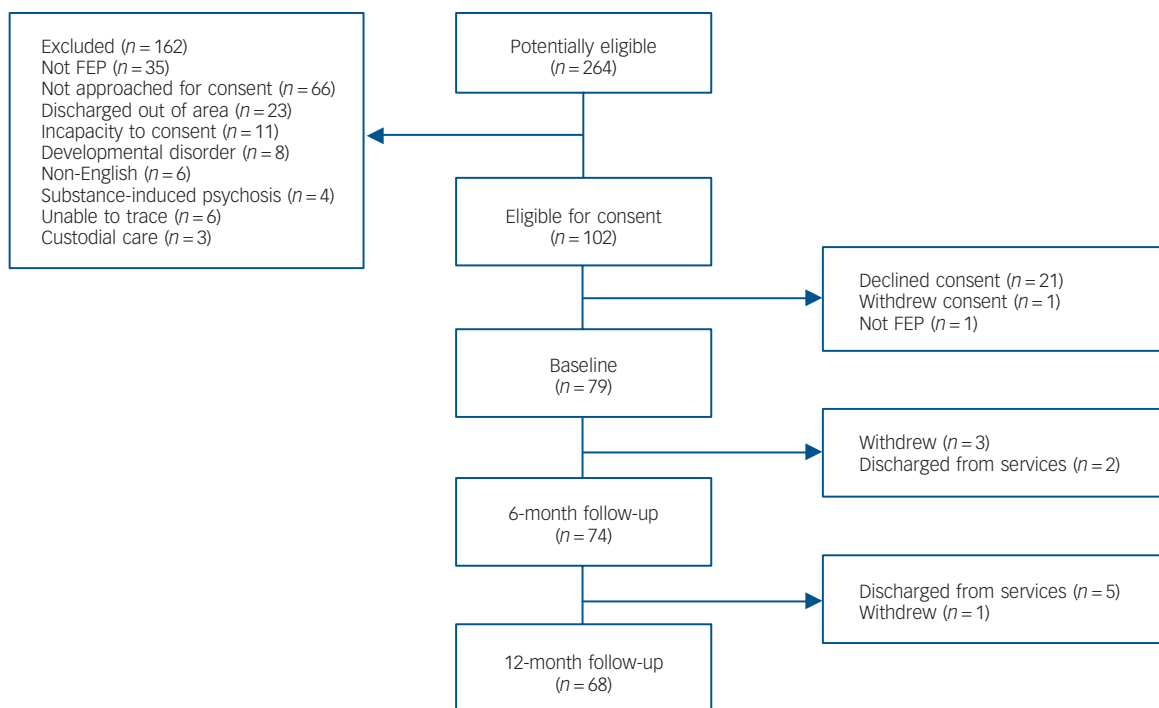 Potentially eligible
(n = 264)
Excluded (n = 162)
Not FEP (n = 35)
Not approached for consent (n = 66)
Discharged out of area (n = 23)
Incapacity to consent (n = 11)
Developmental disorder (n = 8)
Non-English (n = 6)
Substance-induced psychosis (n = 4)
Unable to trace (n = 6)
Custodial care (n = 3)
Eligible for consent
(n = 102)
Declined consent (n = 21)
Withdrew consent (n = 1)
Not FEP (n = 1)
Baseline
(n = 79)
Withdrew (n = 3)
Discharged from services (n = 2)
6-month follow-up
(n = 74)
Discharged from services (n = 5)
Withdrew (n = 1)
12-month follow-up
(n = 68)